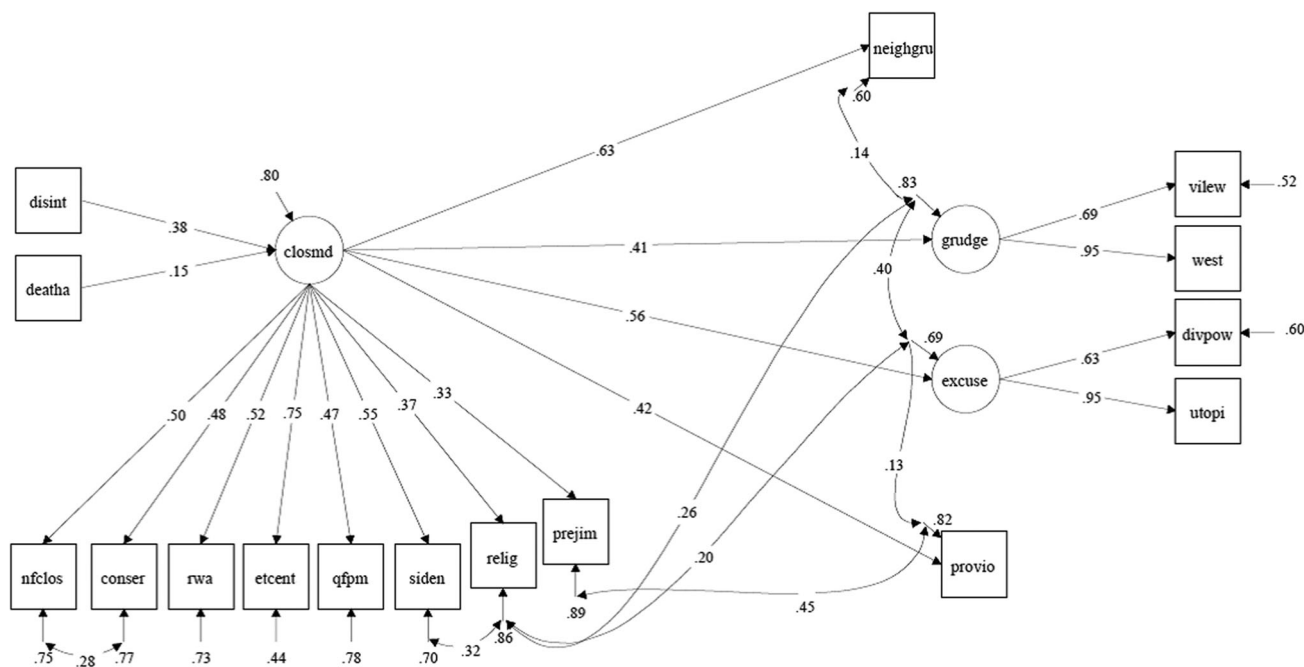 neighgru
.60
.63
.14
.80
.83
disint
vilew
.52
.38
.69
closmd
.41
grudge
deatha
.15
.95
west
.40
.56
.69
divpow
.60
.63
excuse
.33
.37
.50
.48
.52
.75
.47
.55
.42
.95
utopi
.13
.26
.82
prejim
relig
.20
nfclos
conser
rwa
etcent
qfpm
siden
provio
.89
.45
.86
.75
.28
.77
.73
.44
.78
.70
.32